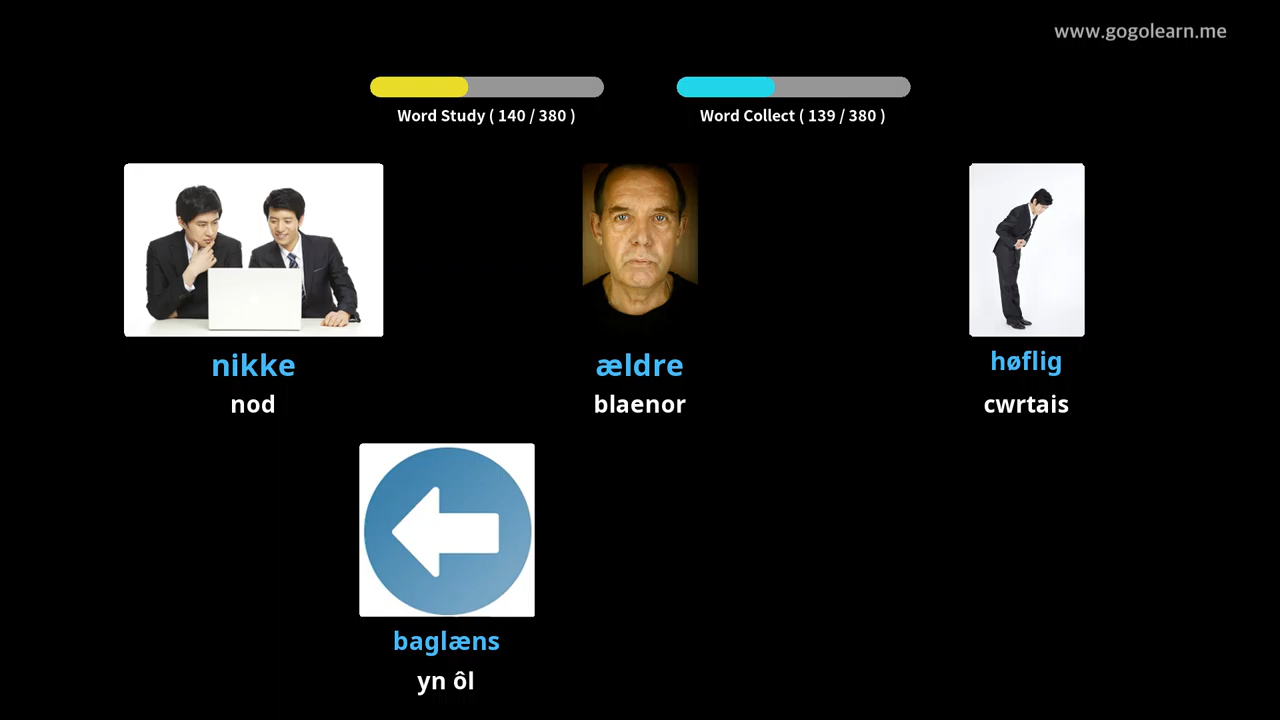 www.gogolearn.me
Word Study ( 140 / 380 )
Word Collect ( 139 / 380 )
nikke
ældre
høflig
nod
blaenor
cwrtais
baglæns
yn ôl